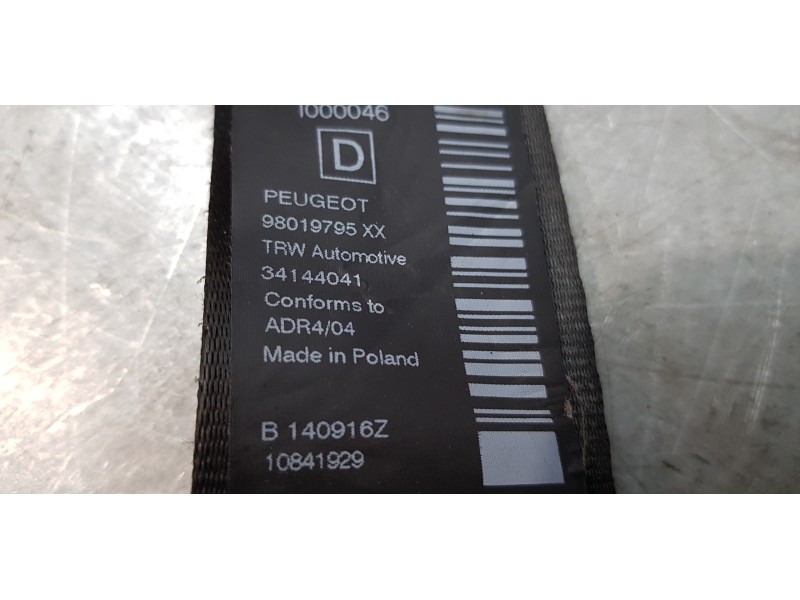 1000046
D
PEUGEOT
98019795 XX
TRW Automotive
34144041
Conforms to
ADR4/04
Made in Poland
B 140916Z
10841929